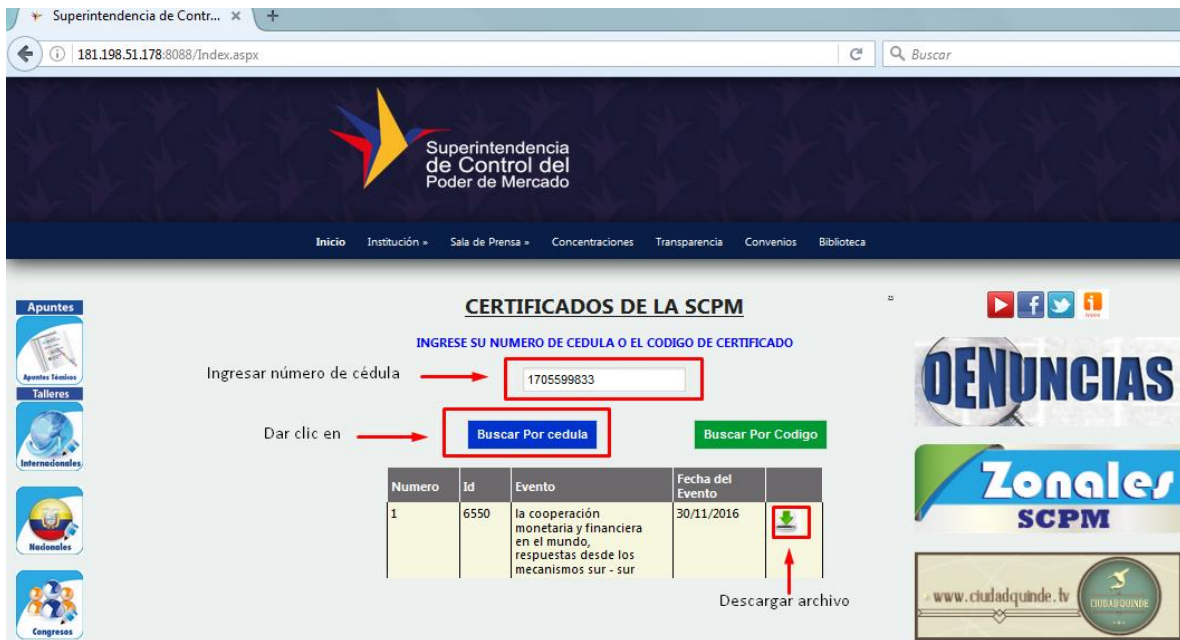 Superintendencia de Contr...
181.198.51.178:8088/Index.aspx
Buscar
Superintendencia
de Control del
Poder de Mercado
Inicio Institución » Sala de Prensa » Concentraciones Transparencia Convenios Biblioteca
Apuntes
Apuntes Técnicos
Talleres
Internacionales
Nacionales
Congresos
CERTIFICADOS DE LA SCPM
INGRESE SU NUMERO DE CEDULA O EL CODIGO DE CERTIFICADO
Ingresar número de cédula
1705599833
Dar clic en
Buscar Por cedula
Buscar Por Codigo
Numero Id Evento Fecha del Evento
1 6550 la cooperación 30/11/2016
monetaria y financiera
en el mundo,
respuestas desde los
mecanismos sur - sur
Descargar archivo
DENUNCIAS
Zonales
SCPM
www.ciudadquinde.tv
CIUDAD QUINDE